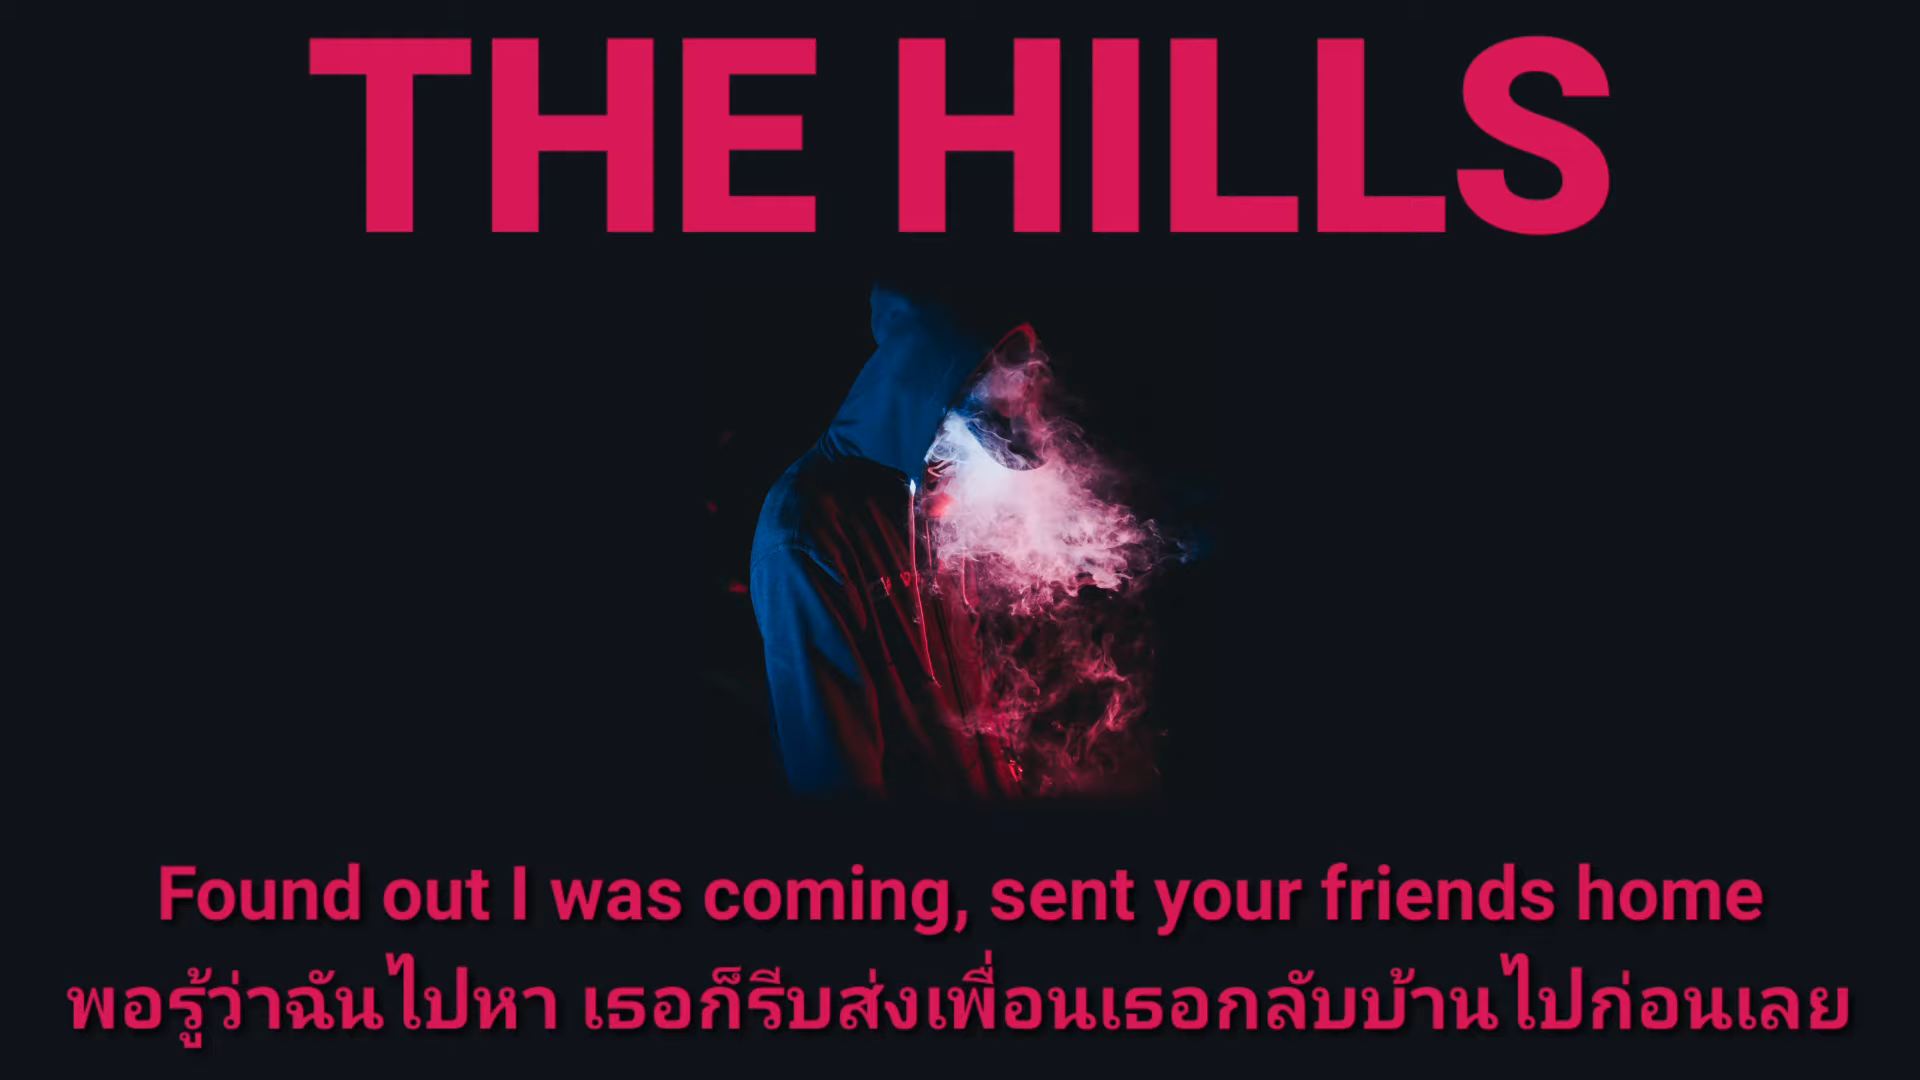 THE HILLS
Found out I was coming, sent your friends home
พอรู้ว่าฉันไปหา เธอก็รีบส่งเพื่อนเธอกลับบ้านไปก่อนเลย